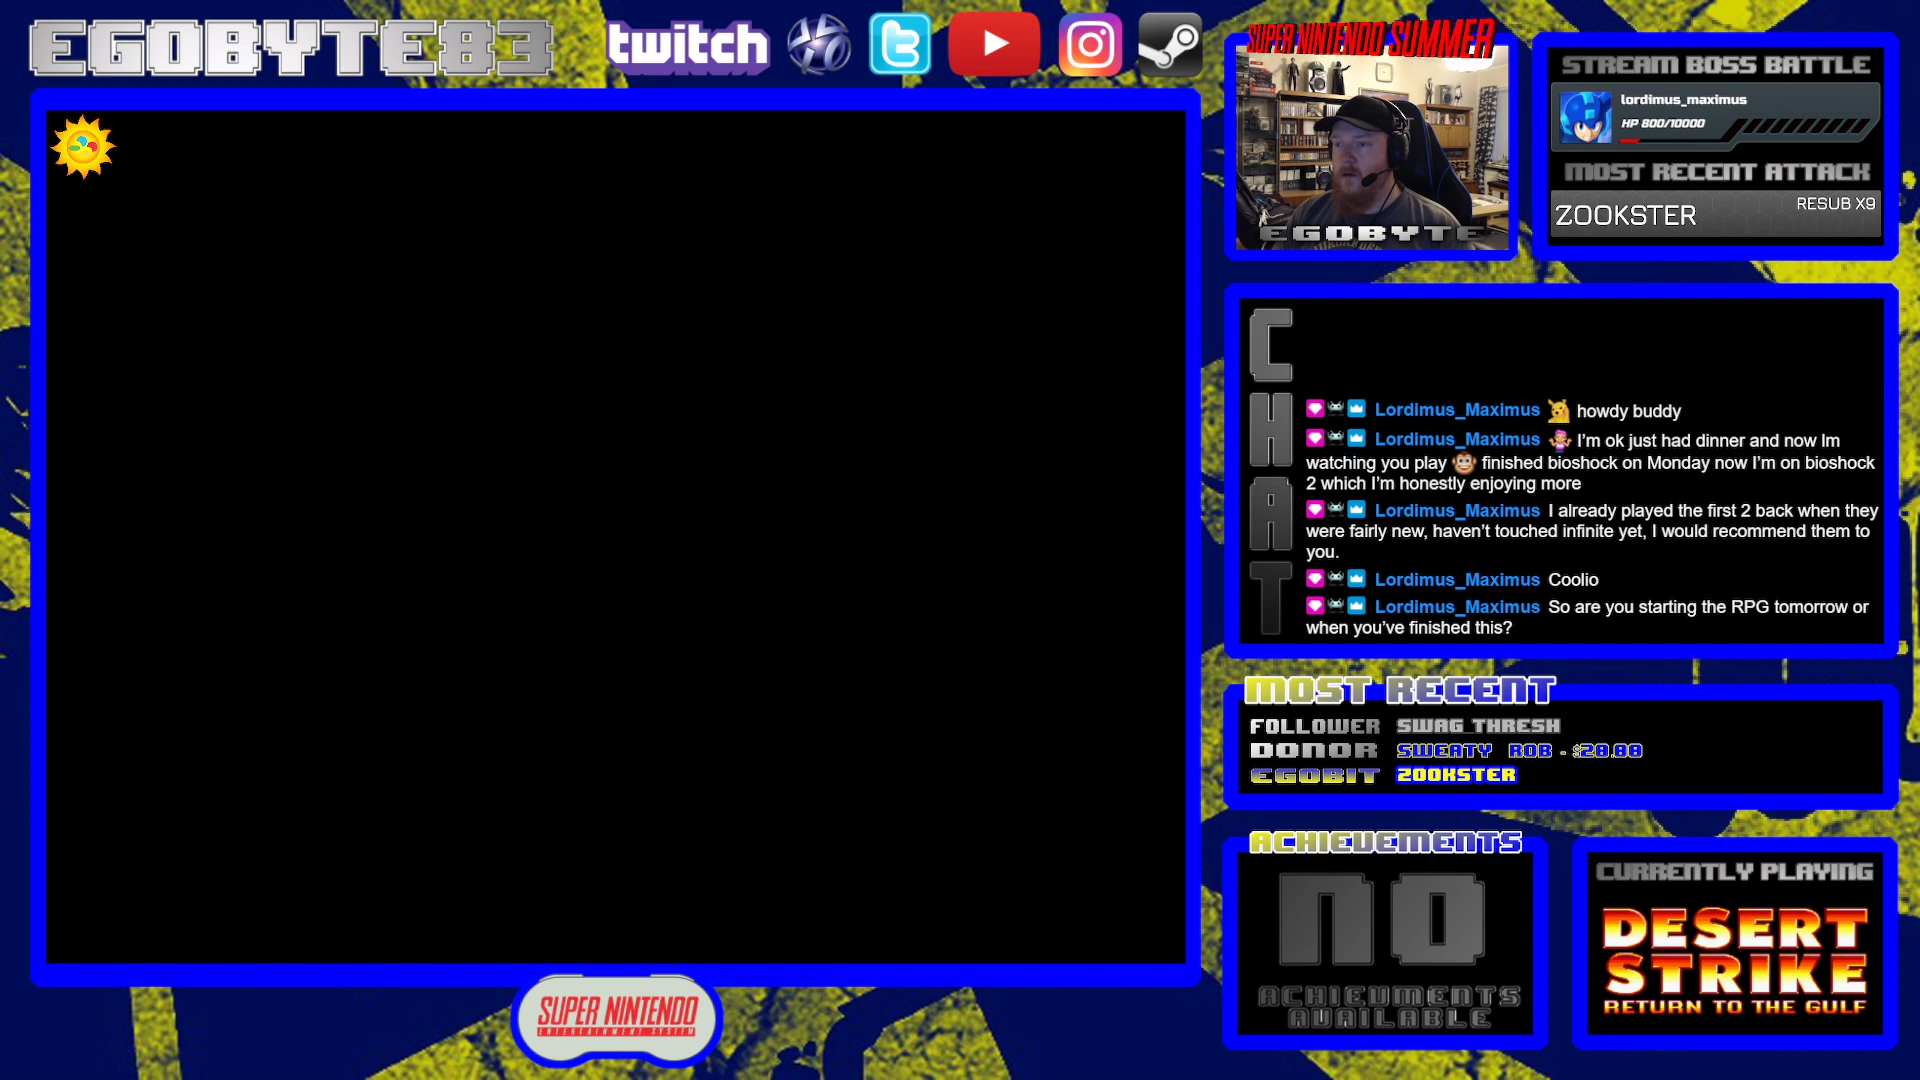 EGOBYTE83
twitch
SUPER NINTENDO SUMMER
EGOBYTE
STREAM BOSS BATTLE
lordimus_maximus
HP 800/10000
MOST RECENT ATTACK
ZOOKSTER
RESUB X9
CHAT
Lordimus_Maximus howdy buddy
Lordimus_Maximus I'm ok just had dinner and now Im
watching you play finished bioshock on Monday now I'm on bioshock
2 which I'm honestly enjoying more
Lordimus_Maximus I already played the first 2 back when they
were fairly new, haven't touched infinite yet, I would recommend them to
you.
Lordimus_Maximus Coolio
Lordimus_Maximus So are you starting the RPG tomorrow or
when you've finished this?
MOST RECENT
FOLLOWER SWAG_THRESH
DONOR SWEATY_ROB - $20.00
EGOBIT ZOOKSTER
ACHIEVEMENTS
NO
ACHIEVMENTS
AVAILABLE
CURRENTLY PLAYING
DESERT
STRIKE
RETURN TO THE GULF
SUPER NINTENDO
ENTERTAINMENT SYSTEM